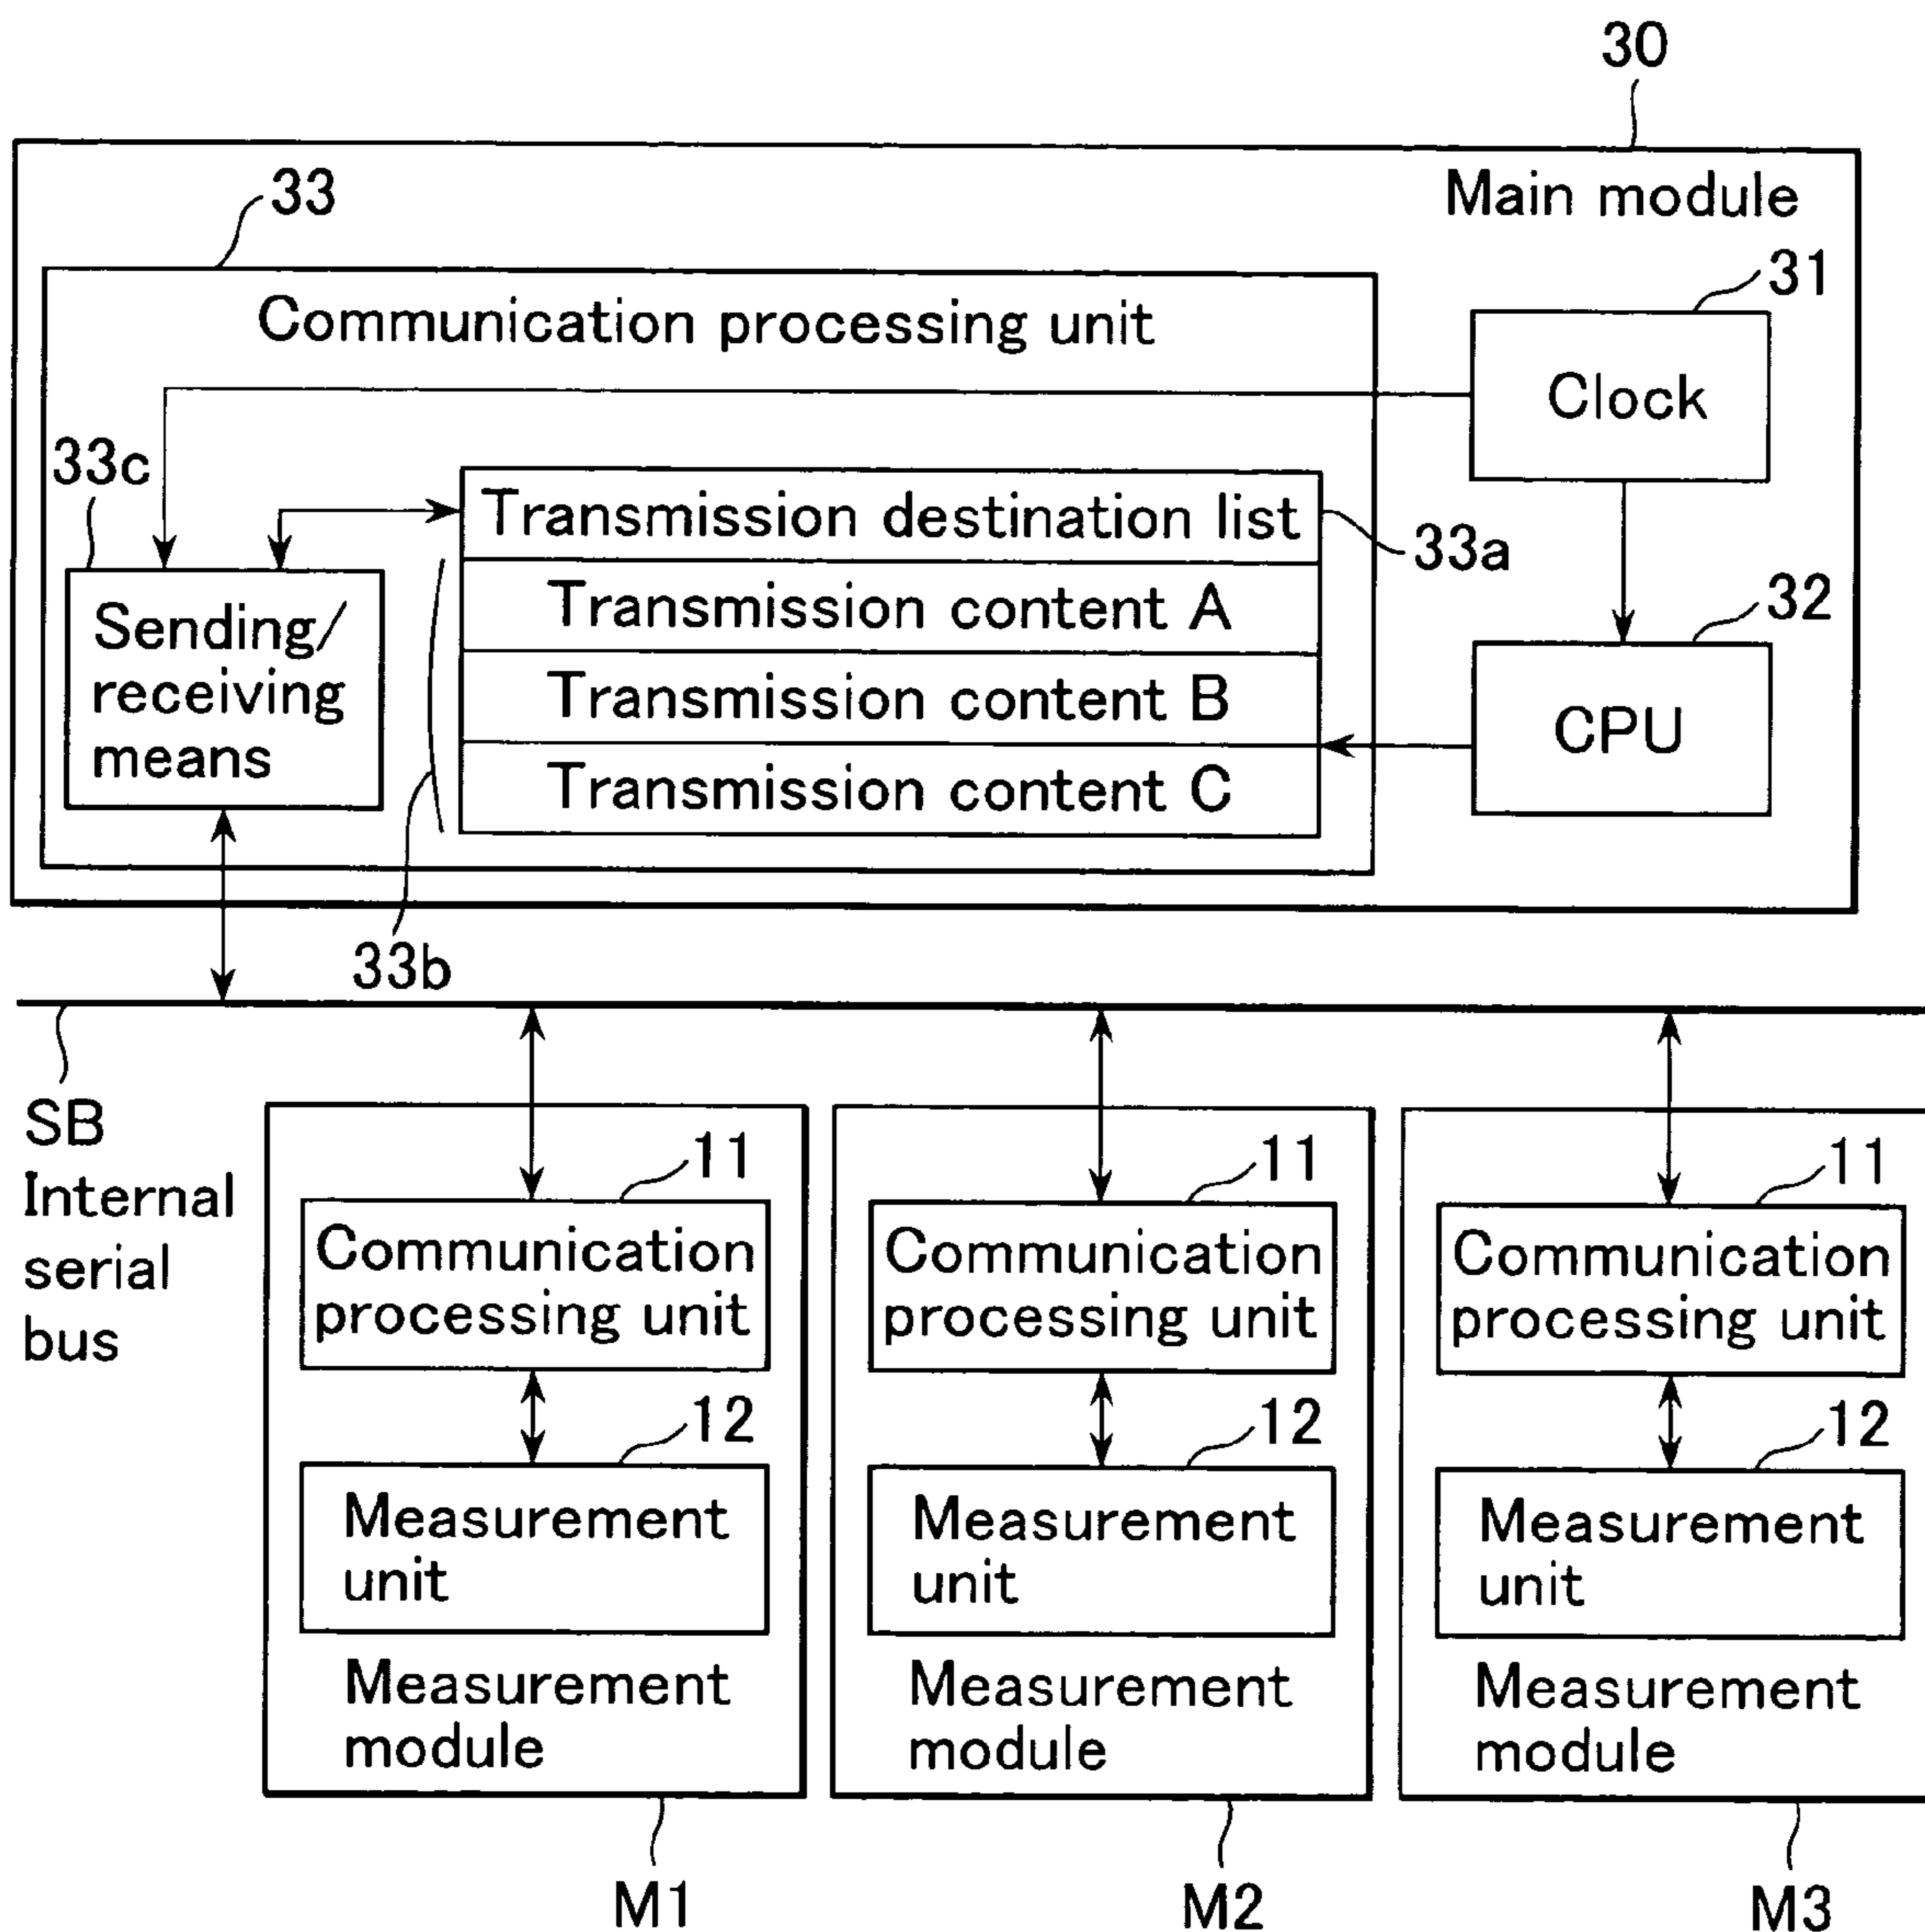 30
Main module
33
31
Communication processing unit
Clock
33c
Transmission destination list
33a
Transmission content A
32
Sending/
receiving
means
Transmission content B
CPU
Transmission content C
33b
SB
Internal
serial
bus
11
Communication
processing unit
12
Measurement
unit
Measurement
module
M1
11
Communication
processing unit
12
Measurement
unit
Measurement
module
M2
11
Communication
processing unit
12
Measurement
unit
Measurement
module
M3